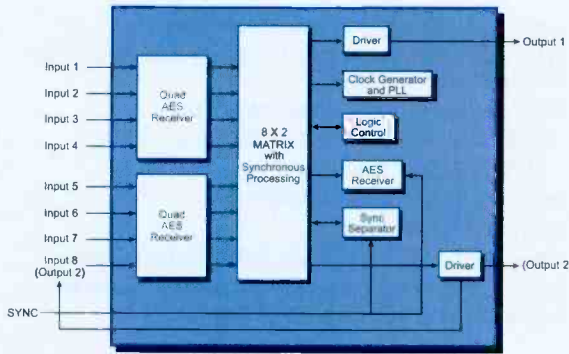 Input 1
Input 2
Input 3
Input 4
Input 5
Input 6
Input 7
Input 8
(Output 2)
SYNC
Quad
AES
Receiver
Quad
AES
Receiver
8 X 2
MATRIX
with
Synchronous
Processing
Driver
Clock Generator
and PLL
Logic
Control
AES
Receiver
Sync
Separator
Driver
Output 1
(Output 2